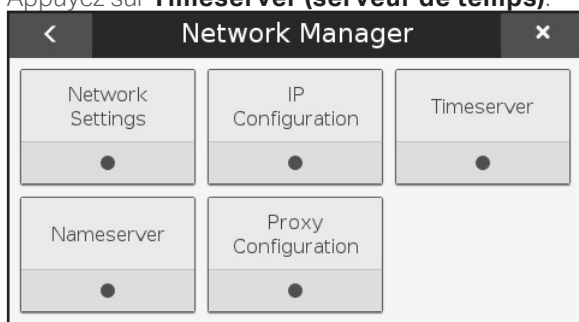 Appuyez sur Timeserver (serveur de temps).
< Network Manager ×
Network
Settings
IP
Configuration
Timeserver
Nameserver
Proxy
Configuration